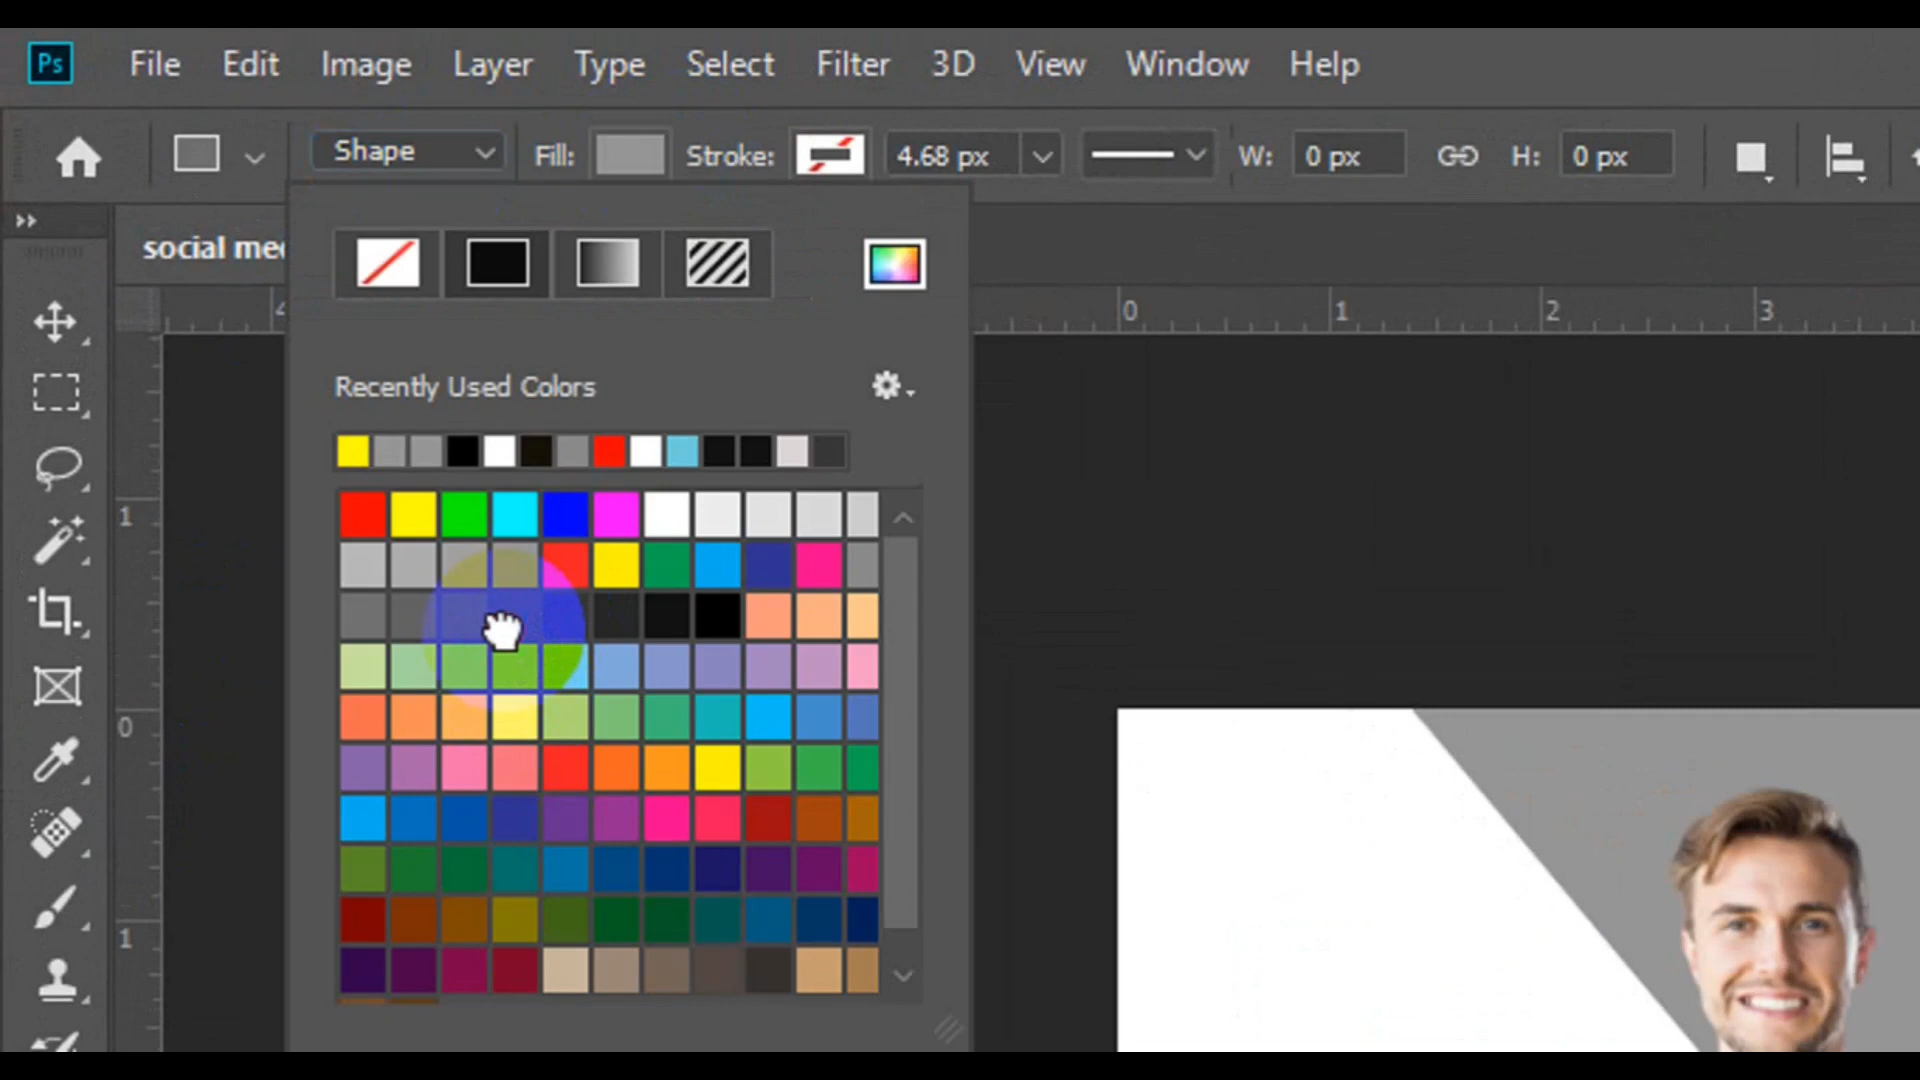 Ps File Edit Image Layer Type Select Filter 3D View Window Help
Shape Fill: Stroke: 4.68 px W: 0 px H: 0 px
social med
0 1 2 3
Recently Used Colors
1
0
1